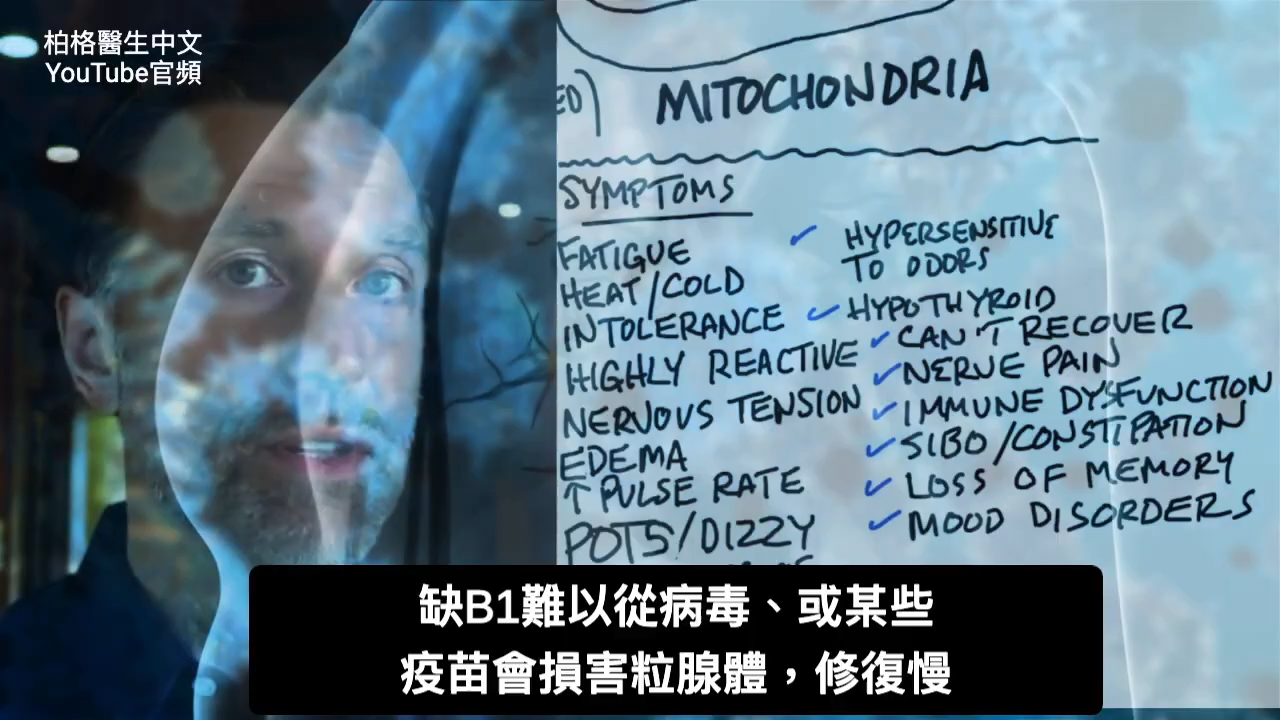 柏格醫生中文
YouTube官頻
ED)
MITOCHONDRIA
SYMPTOMS
FATIGUE
HEAT/COLD
INTOLERANCE
HIGHLY REACTIVE
NERVOUS TENSION
EDEMA
↑ PULSE RATE
POTS/DIZZY
✓ HYPERSENSITIVE
TO ODORS
✓ HYPOTHYROID
✓ CAN'T RECOVER
✓ NERVE PAIN
✓ IMMUNE DYSFUNCTION
✓ SIBO/CONSTIPATION
✓ LOSS OF MEMORY
✓ MOOD DISORDERS
缺B1難以從病毒、或某些
疫苗會損害粒腺體，修復慢